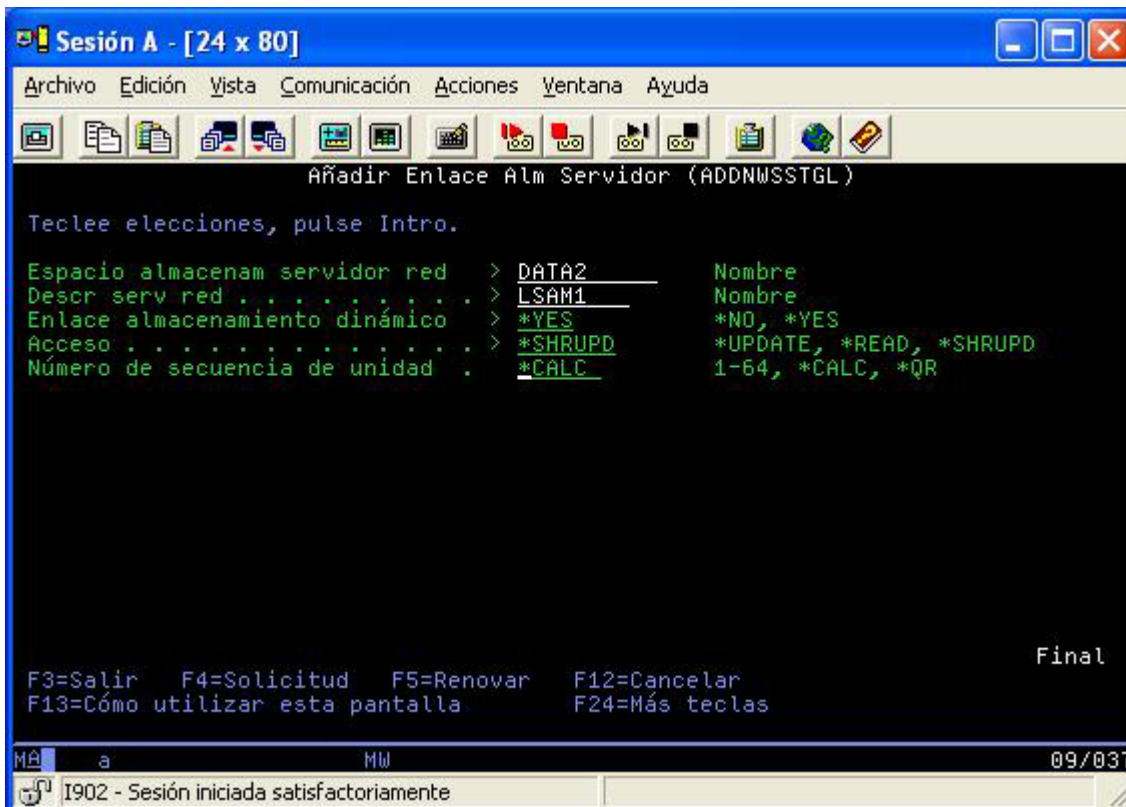 Sesión A - [24 x 80]
Archivo Edición Vista Comunicación Acciones Ventana Ayuda
Añadir Enlace Alm Servidor (ADDNWSSTGL)
Teclee elecciones, pulse Intro.
Espacio almacenam servidor red > DATA2 Nombre
Descr serv red . . . . . . . . . > LSAM1 Nombre
Enlace almacenamiento dinámico > *YES *NO, *YES
Acceso . . . . . . . . . . . . . > *SHRUPD *UPDATE, *READ, *SHRUPD
Número de secuencia de unidad . *CALC 1-64, *CALC, *QR
Final
F3=Salir F4=Solicitud F5=Renovar F12=Cancelar
F13=Cómo utilizar esta pantalla F24=Más teclas
MA a MW 09/037
I902 - Sesión iniciada satisfactoriamente